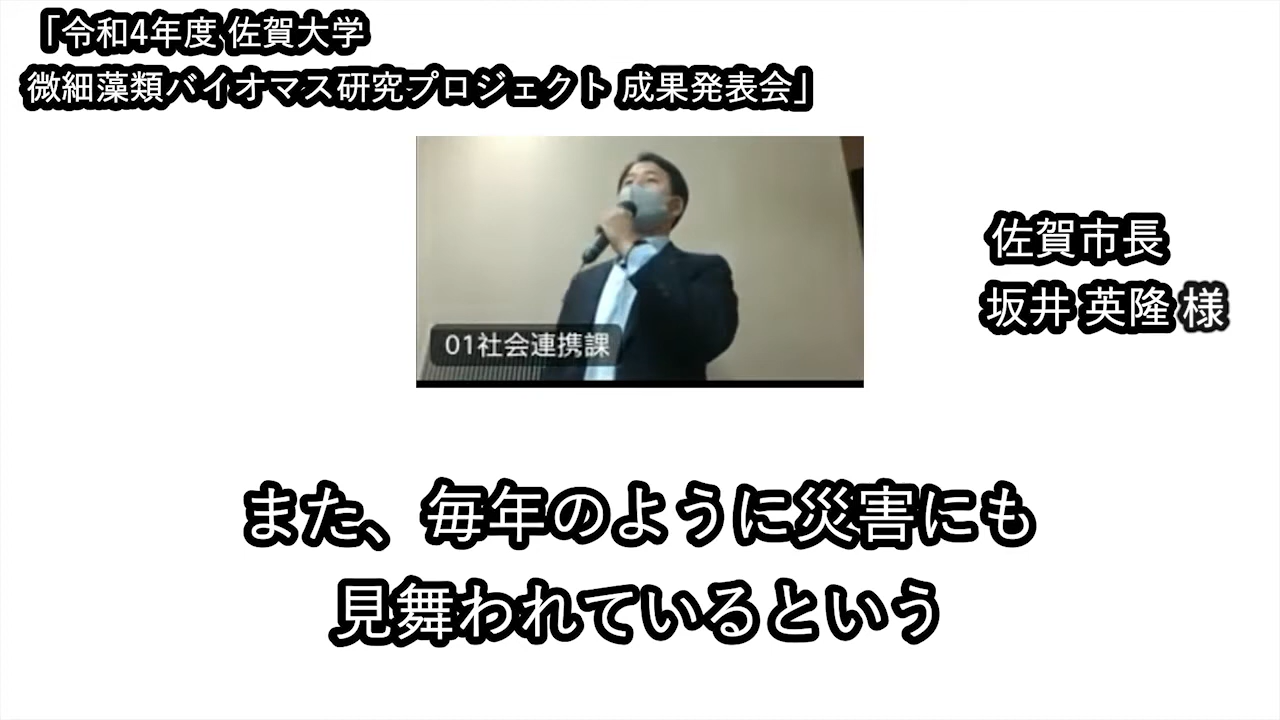 「令和4年度 佐賀大学
微細藻類バイオマス研究プロジェクト 成果発表会」
佐賀市長
坂井 英隆 様
01社会連携課
また、毎年のように災害にも
見舞われているという